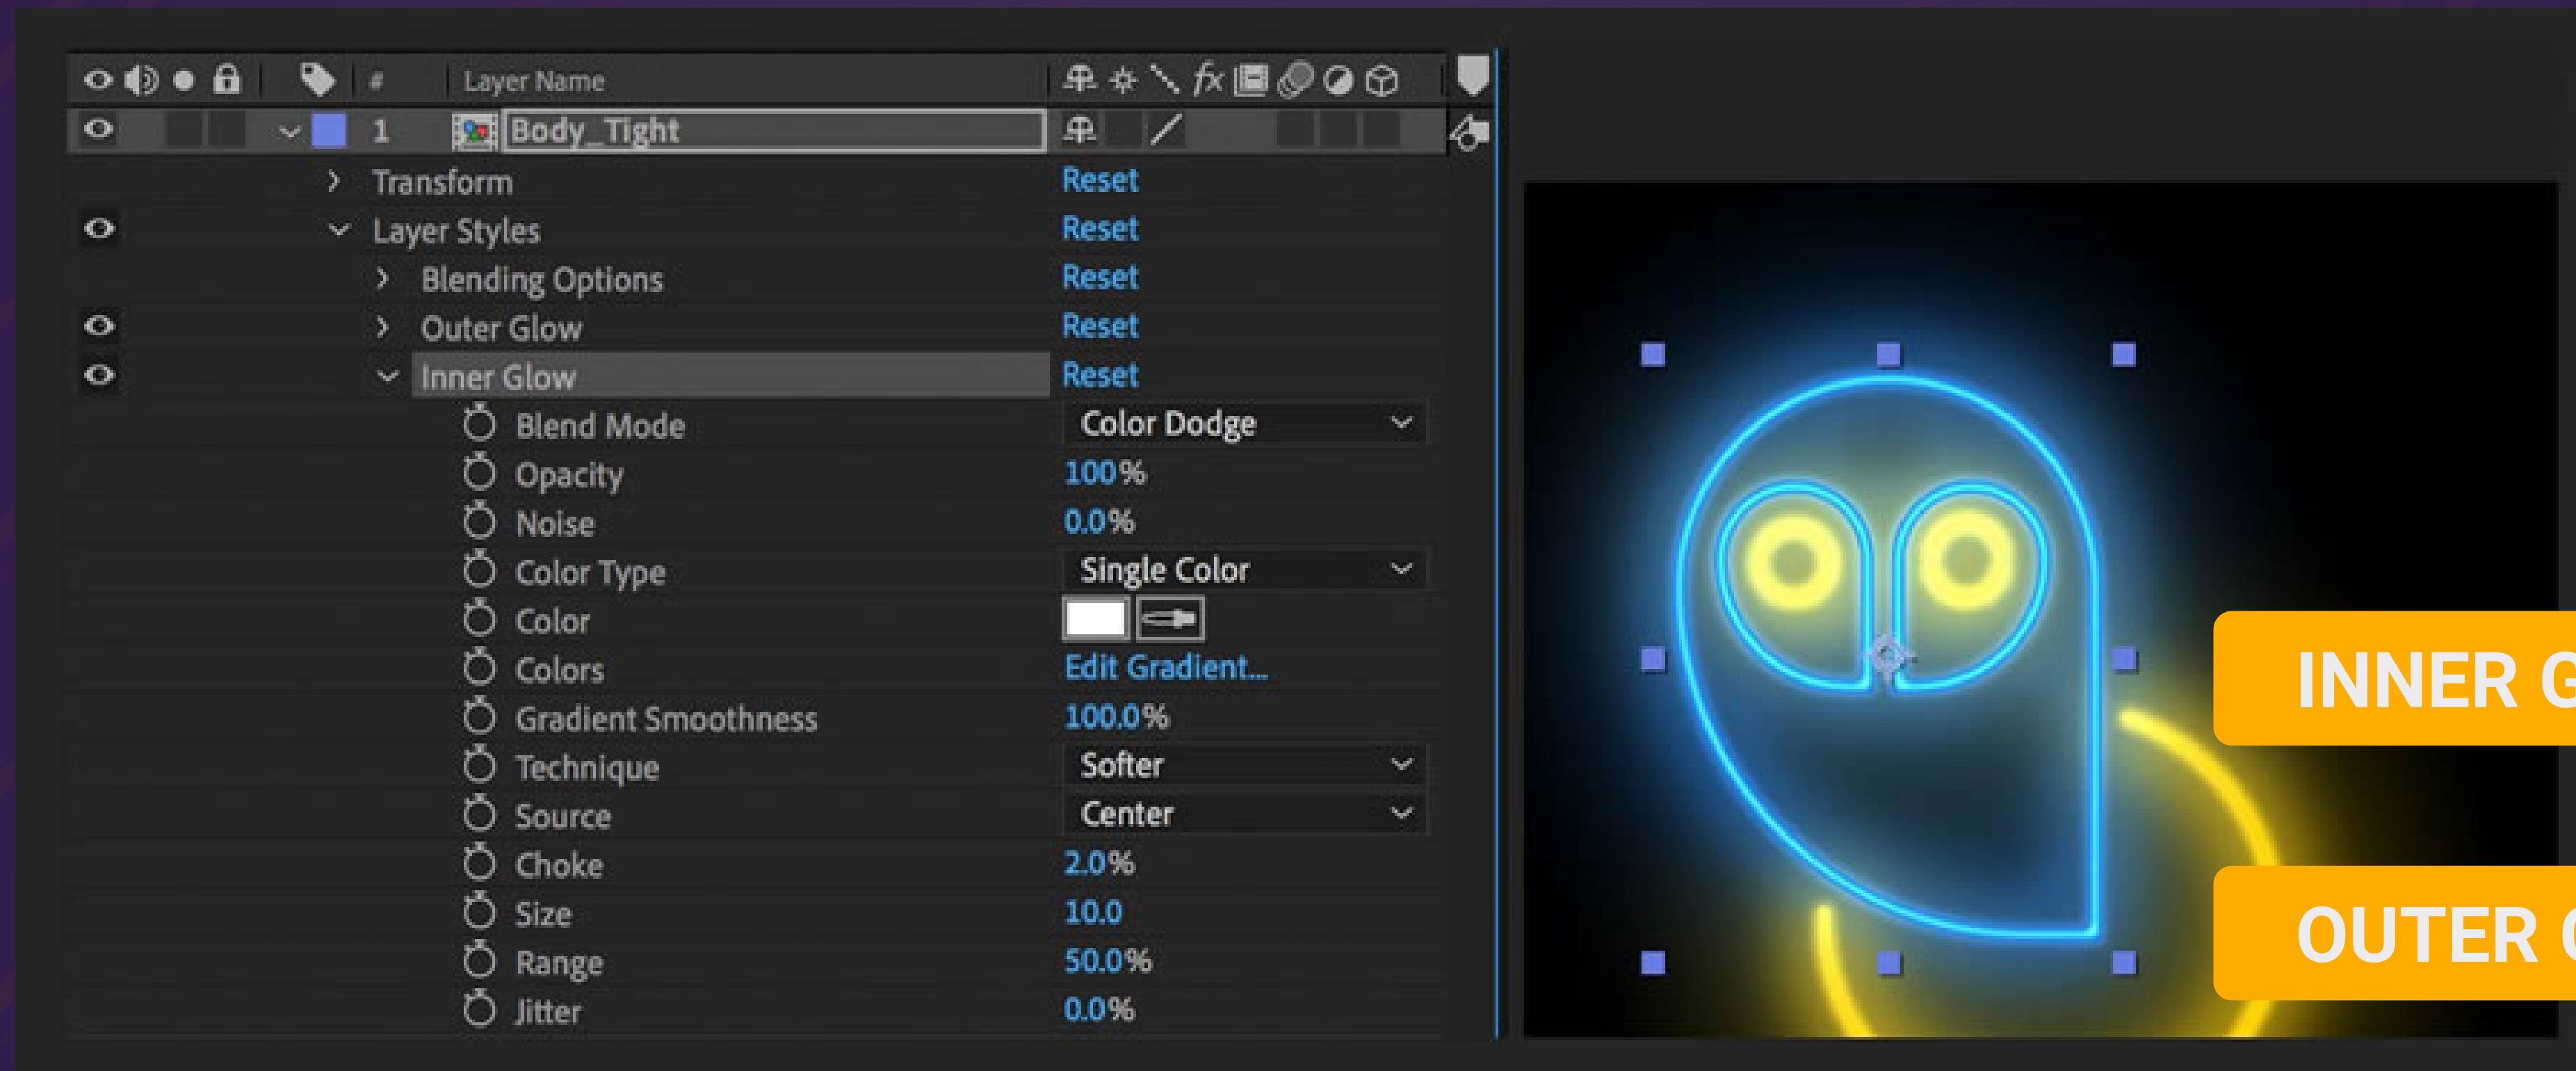 # Layer Name fx
1 Body_Tight
Transform Reset
Layer Styles Reset
Blending Options Reset
Outer Glow Reset
Inner Glow Reset
Blend Mode Color Dodge
Opacity 100%
Noise 0.0%
Color Type Single Color
Color
Colors Edit Gradient...
Gradient Smoothness 100.0%
Technique Softer
Source Center
Choke 2.0%
Size 10.0
Range 50.0%
Jitter 0.0%
INNER G
OUTER